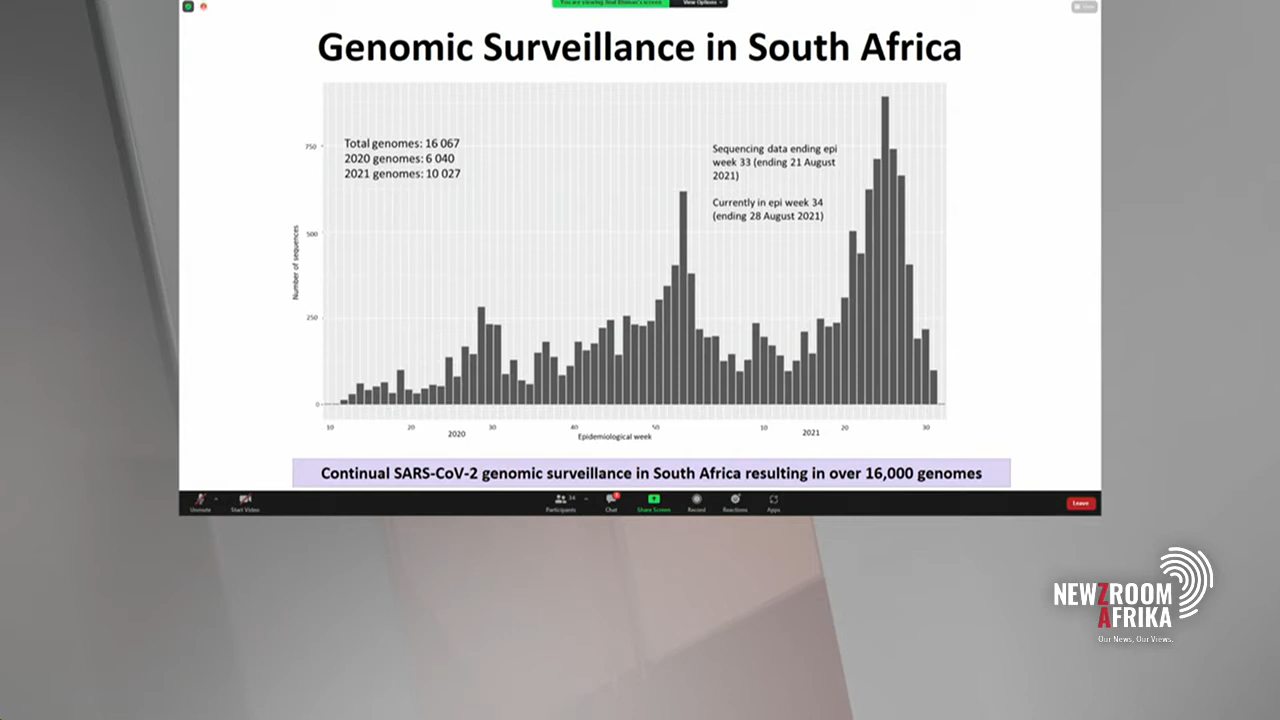 Genomic Surveillance in South Africa
Total genomes: 16 067
2020 genomes: 6 040
2021 genomes: 10 027
Sequencing data ending epi
week 33 (ending 21 August
2021)
Currently in epi week 34
(ending 28 August 2021)
750
500
250
0
Number of sequences
10 20 30 40 50 10 20 30
2020 2021
Epidemiological week
Continual SARS-CoV-2 genomic surveillance in South Africa resulting in over 16,000 genomes
View Options
Unmute Start Video Participants 34 Chat Share Screen Record Reactions Apps Leave
NEWZROOM
AFRIKA
Our News, Our Views.